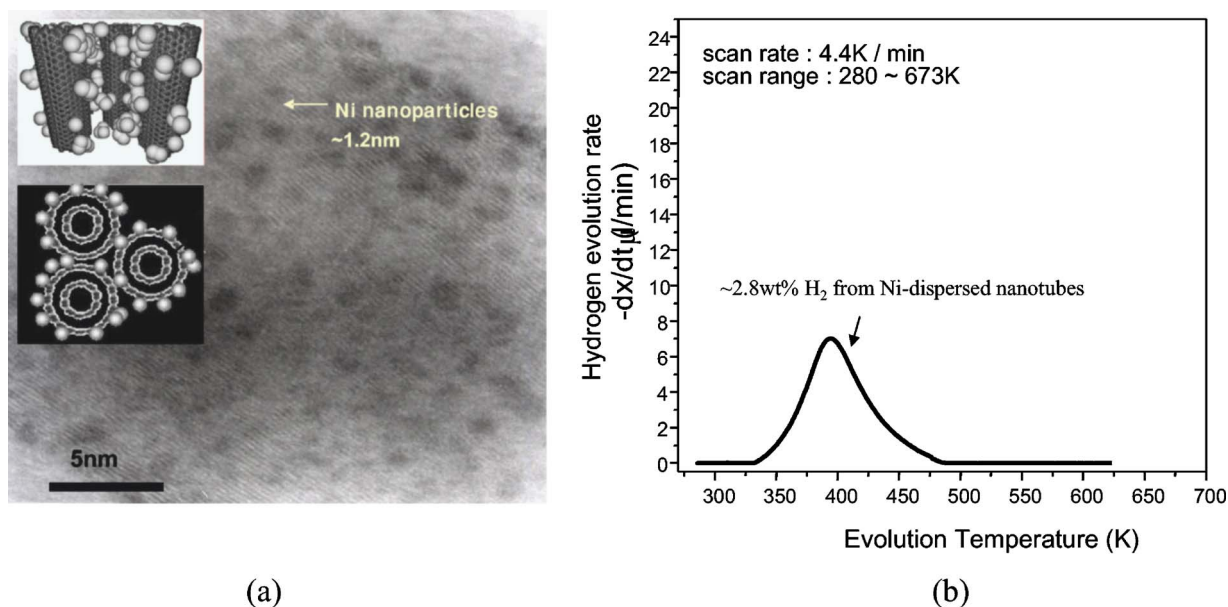 Ni nanoparticles
~1.2nm
5nm
(a)
scan rate : 4.4K / min
scan range : 280 ~ 673K
Hydrogen evolution rate
-dx/dt (μl/min)
24
22
20
18
16
14
12
10
8
6
4
2
0
~2.8wt% H₂ from Ni-dispersed nanotubes
300 350 400 450 500 550 600 650 700
Evolution Temperature (K)
(b)